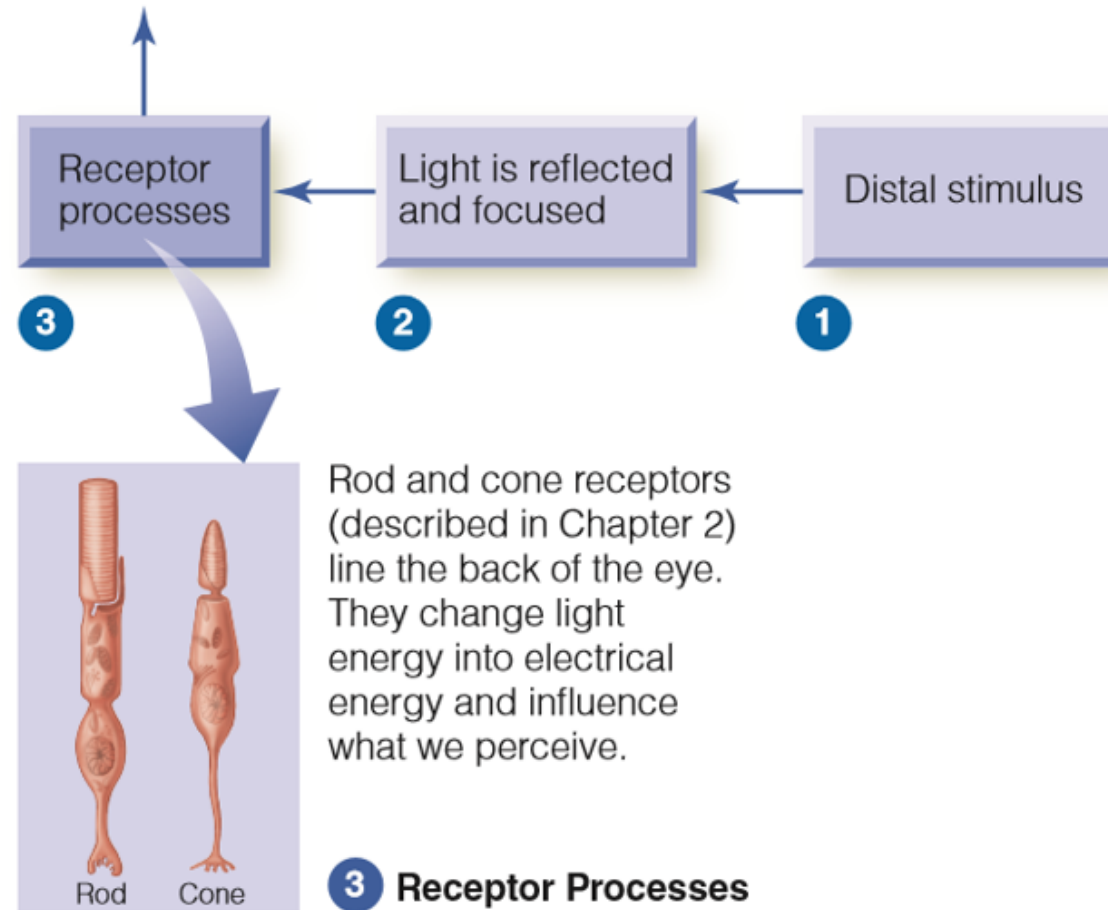 Receptor
processes
Light is reflected
and focused
Distal stimulus
3
2
1
Rod and cone receptors
(described in Chapter 2)
line the back of the eye.
They change light
energy into electrical
energy and influence
what we perceive.
Rod
Cone
3 Receptor Processes